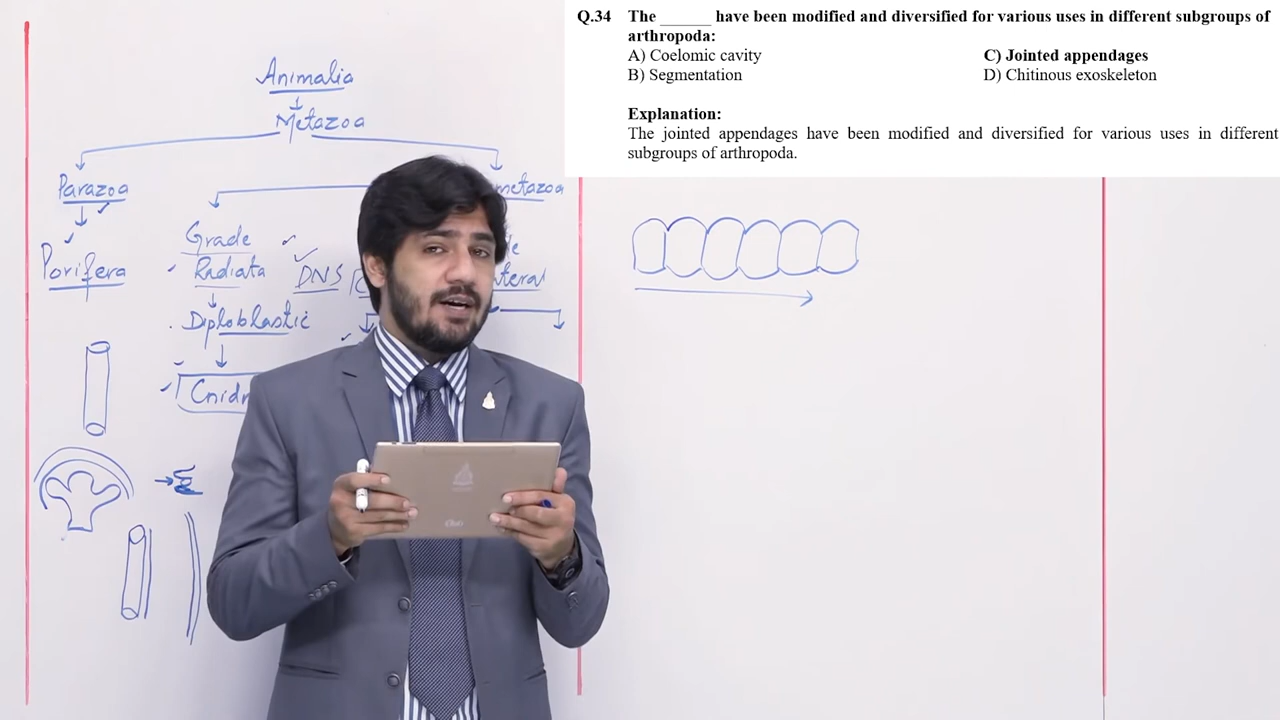 Q.34 The ______ have been modified and diversified for various uses in different subgroups of
arthropoda:
A) Coelomic cavity
C) Jointed appendages
B) Segmentation
D) Chitinous exoskeleton
Explanation:
The jointed appendages have been modified and diversified for various uses in different
subgroups of arthropoda.
Animalia
Metazoa
Parazoa
metazoa
Porifera
Grade
Radiata
DNS
Diploblastic
Cnid